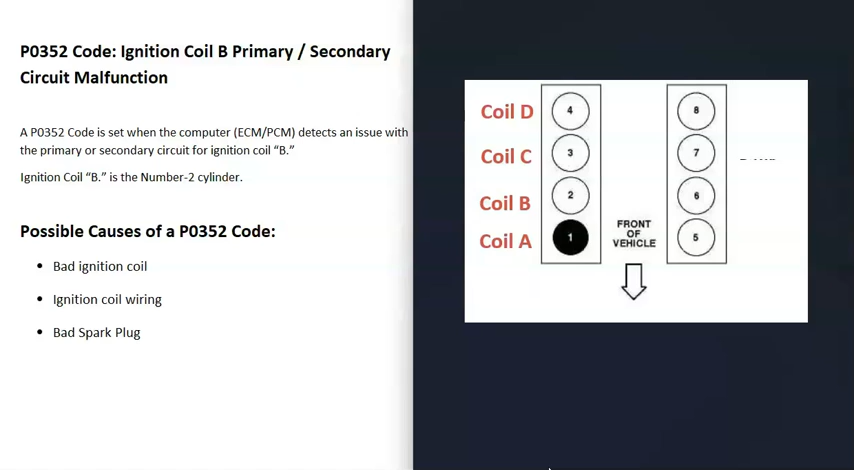 P0352 Code: Ignition Coil B Primary / Secondary
Circuit Malfunction
A P0352 Code is set when the computer (ECM/PCM) detects an issue with
the primary or secondary circuit for ignition coil “B.”
Ignition Coil “B.” is the Number-2 cylinder.
Possible Causes of a P0352 Code:
• Bad ignition coil
• Ignition coil wiring
• Bad Spark Plug
Coil D 4 8
Coil C 3 7
Coil B 2 6
Coil A 1 5
FRONT
OF
VEHICLE